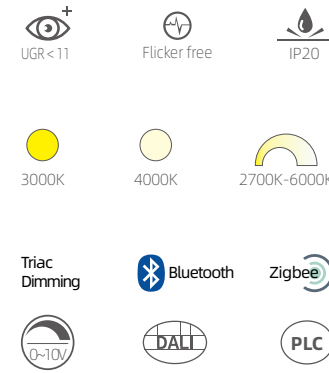 UGR < 11
Flicker free
IP20
3000K
4000K
2700K-6000K
Triac
Dimming
Bluetooth
Zigbee
0~10V
DALI
PLC